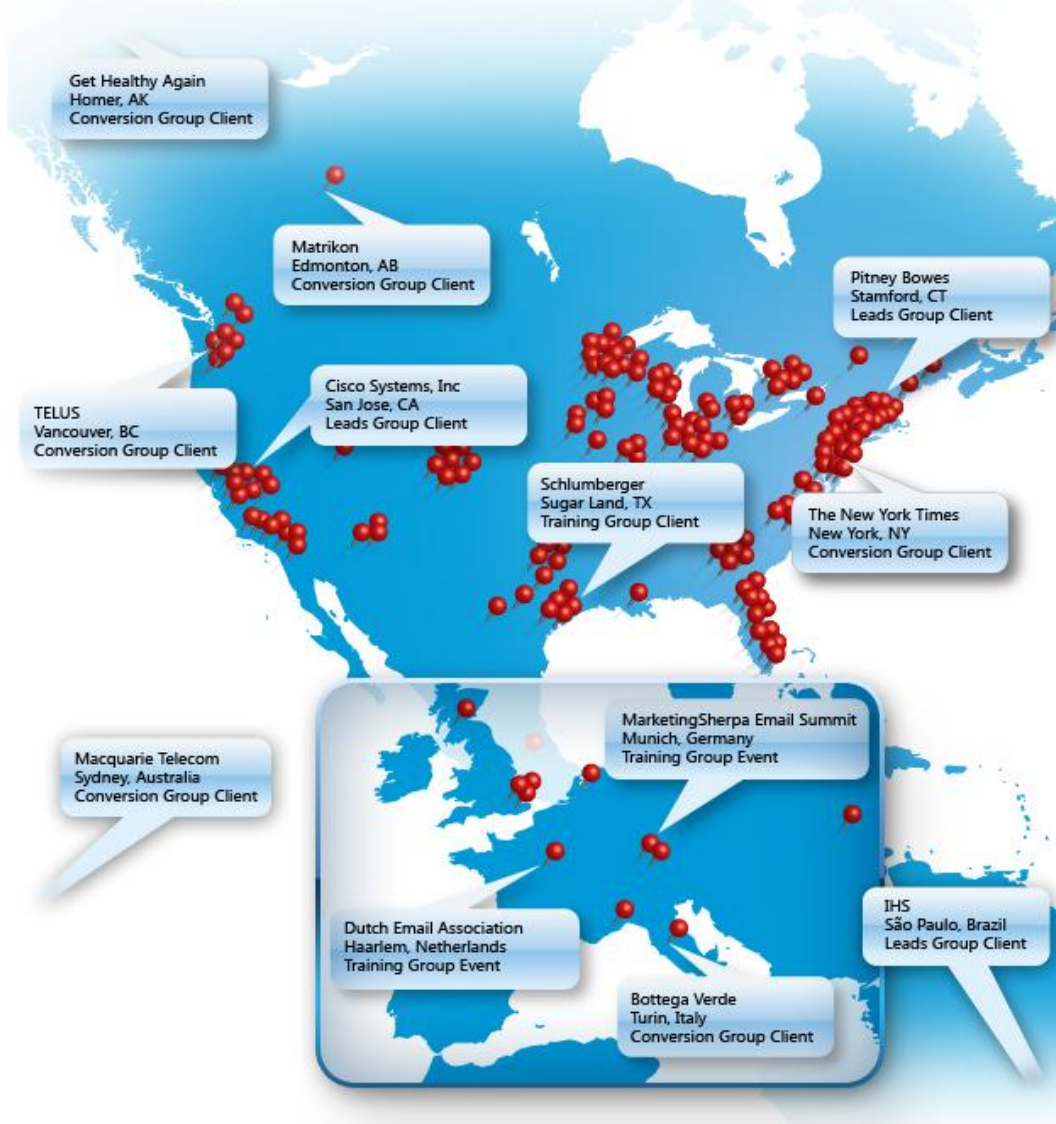 Get Healthy Again
Homer, AK
Conversion Group Client
Matrikon
Edmonton, AB
Conversion Group Client
Pitney Bowes
Stamford, CT
Leads Group Client
Cisco Systems, Inc
San Jose, CA
Leads Group Client
TELUS
Vancouver, BC
Conversion Group Client
Schlumberger
Sugar Land, TX
Training Group Client
The New York Times
New York, NY
Conversion Group Client
MarketingSherpa Email Summit
Munich, Germany
Training Group Event
Macquarie Telecom
Sydney, Australia
Conversion Group Client
IHS
São Paulo, Brazil
Leads Group Client
Dutch Email Association
Haarlem, Netherlands
Training Group Event
Bottega Verde
Turin, Italy
Conversion Group Client